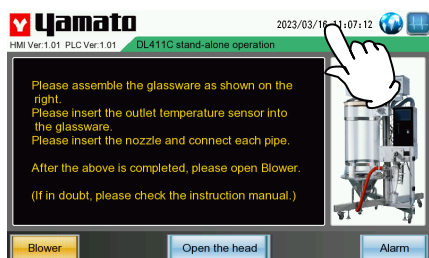 Yamato
2023/03/16 11:07:12
HMI Ver:1.01 PLC Ver:1.01
DL411C stand-alone operation
Please assemble the glassware as shown on the
right.
Please insert the outlet temperature sensor into
the glassware.
Please insert the nozzle and connect each pipe.
After the above is completed, please open Blower.
(If in doubt, please check the instruction manual.)
Blower
Open the head
Alarm